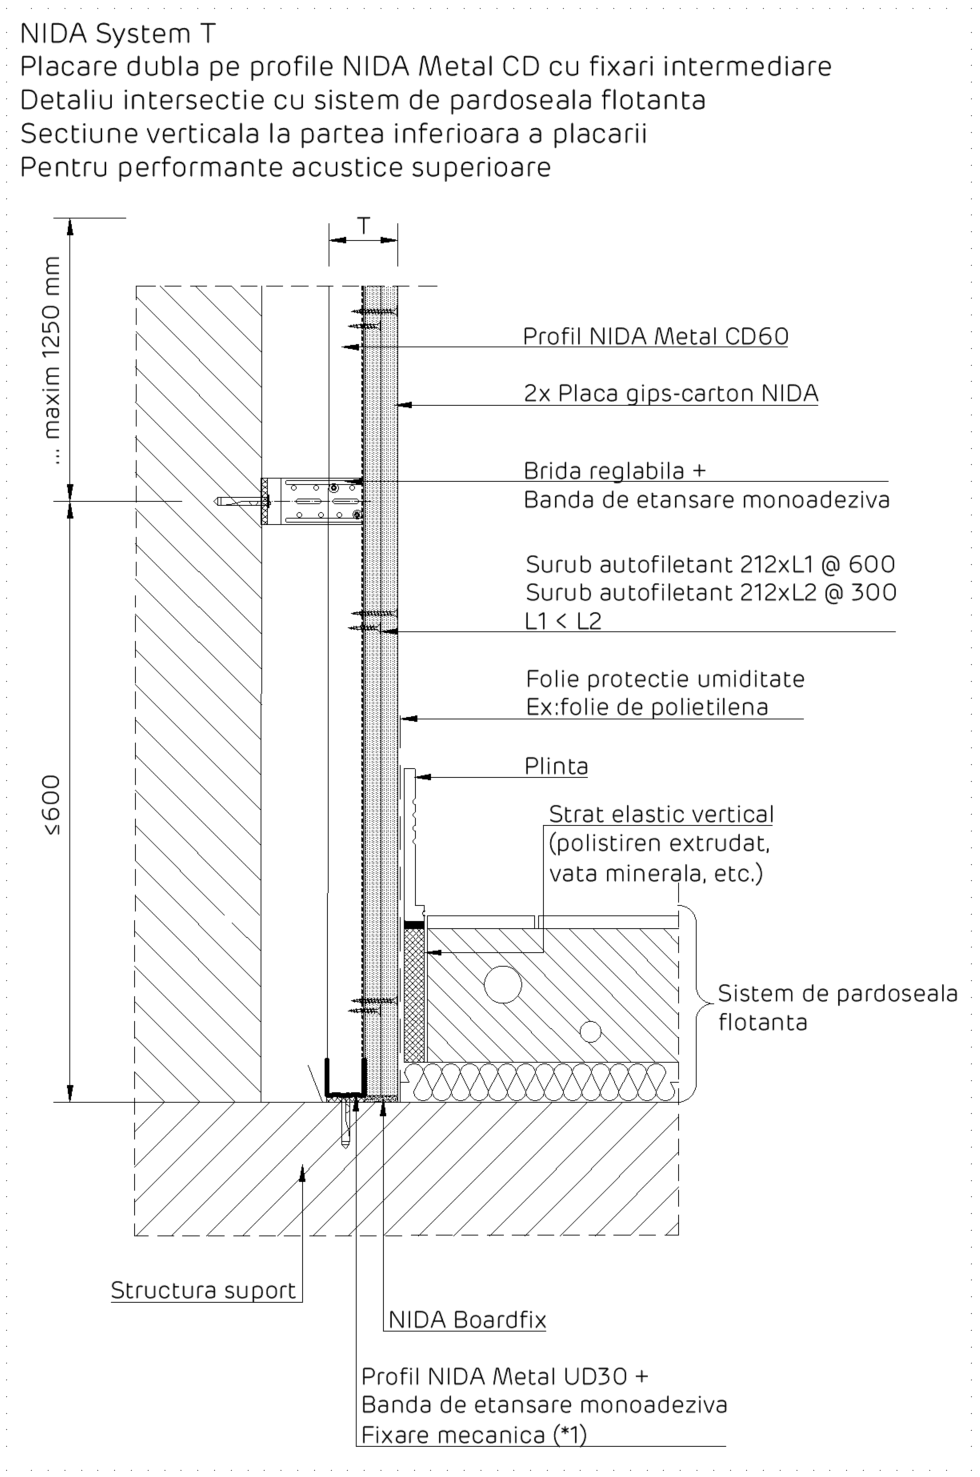 NIDA System T
Placare dubla pe profile NIDA Metal CD cu fixari intermediare
Detaliu intersectie cu sistem de pardoseala flotanta
Sectiune verticala la partea inferioara a placarii
Pentru performante acustice superioare
T
... maxim 1250 mm
Profil NIDA Metal CD60
2x Placa gips-carton NIDA
Brida reglabila +
Banda de etansare monoadeziva
Surub autofiletant 212xL1 @ 600
Surub autofiletant 212xL2 @ 300
L1 < L2
Folie protectie umiditate
Ex:folie de polietilena
Plinta
≤600
Strat elastic vertical
(polistiren extrudat,
vata minerala, etc.)
Sistem de pardoseala
flotanta
Structura suport
NIDA Boardfix
Profil NIDA Metal UD30 +
Banda de etansare monoadeziva
Fixare mecanica (*1)